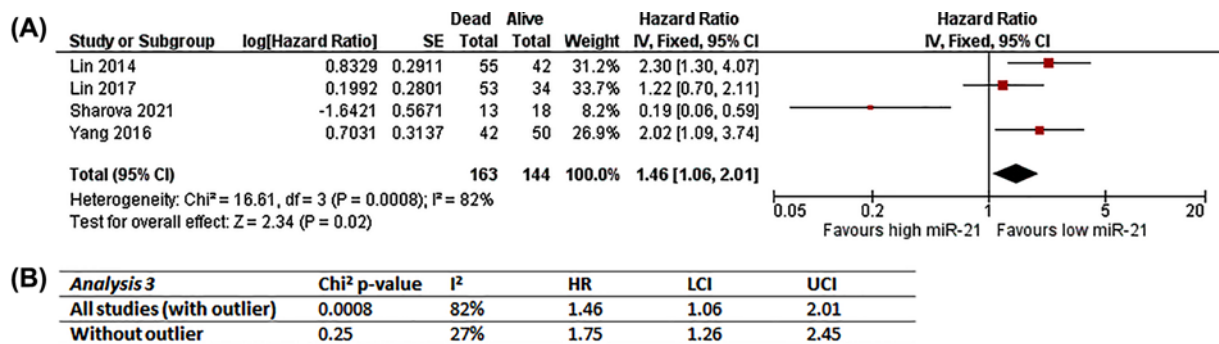 (A)
Dead Alive Hazard Ratio Hazard Ratio
Study or Subgroup log[Hazard Ratio] SE Total Total Weight IV, Fixed, 95% CI IV, Fixed, 95% CI
Lin 2014 0.8329 0.2911 55 42 31.2% 2.30 [1.30, 4.07]
Lin 2017 0.1992 0.2801 53 34 33.7% 1.22 [0.70, 2.11]
Sharova 2021 -1.6421 0.5671 13 18 8.2% 0.19 [0.06, 0.59]
Yang 2016 0.7031 0.3137 42 50 26.9% 2.02 [1.09, 3.74]
Total (95% CI) 163 144 100.0% 1.46 [1.06, 2.01]
Heterogeneity: Chi² = 16.61, df = 3 (P = 0.0008); I² = 82%
Test for overall effect: Z = 2.34 (P = 0.02)
0.05 0.2 1 5 20
Favours high miR-21 Favours low miR-21
(B)
Analysis 3 Chi² p-value I² HR LCI UCI
All studies (with outlier) 0.0008 82% 1.46 1.06 2.01
Without outlier 0.25 27% 1.75 1.26 2.45